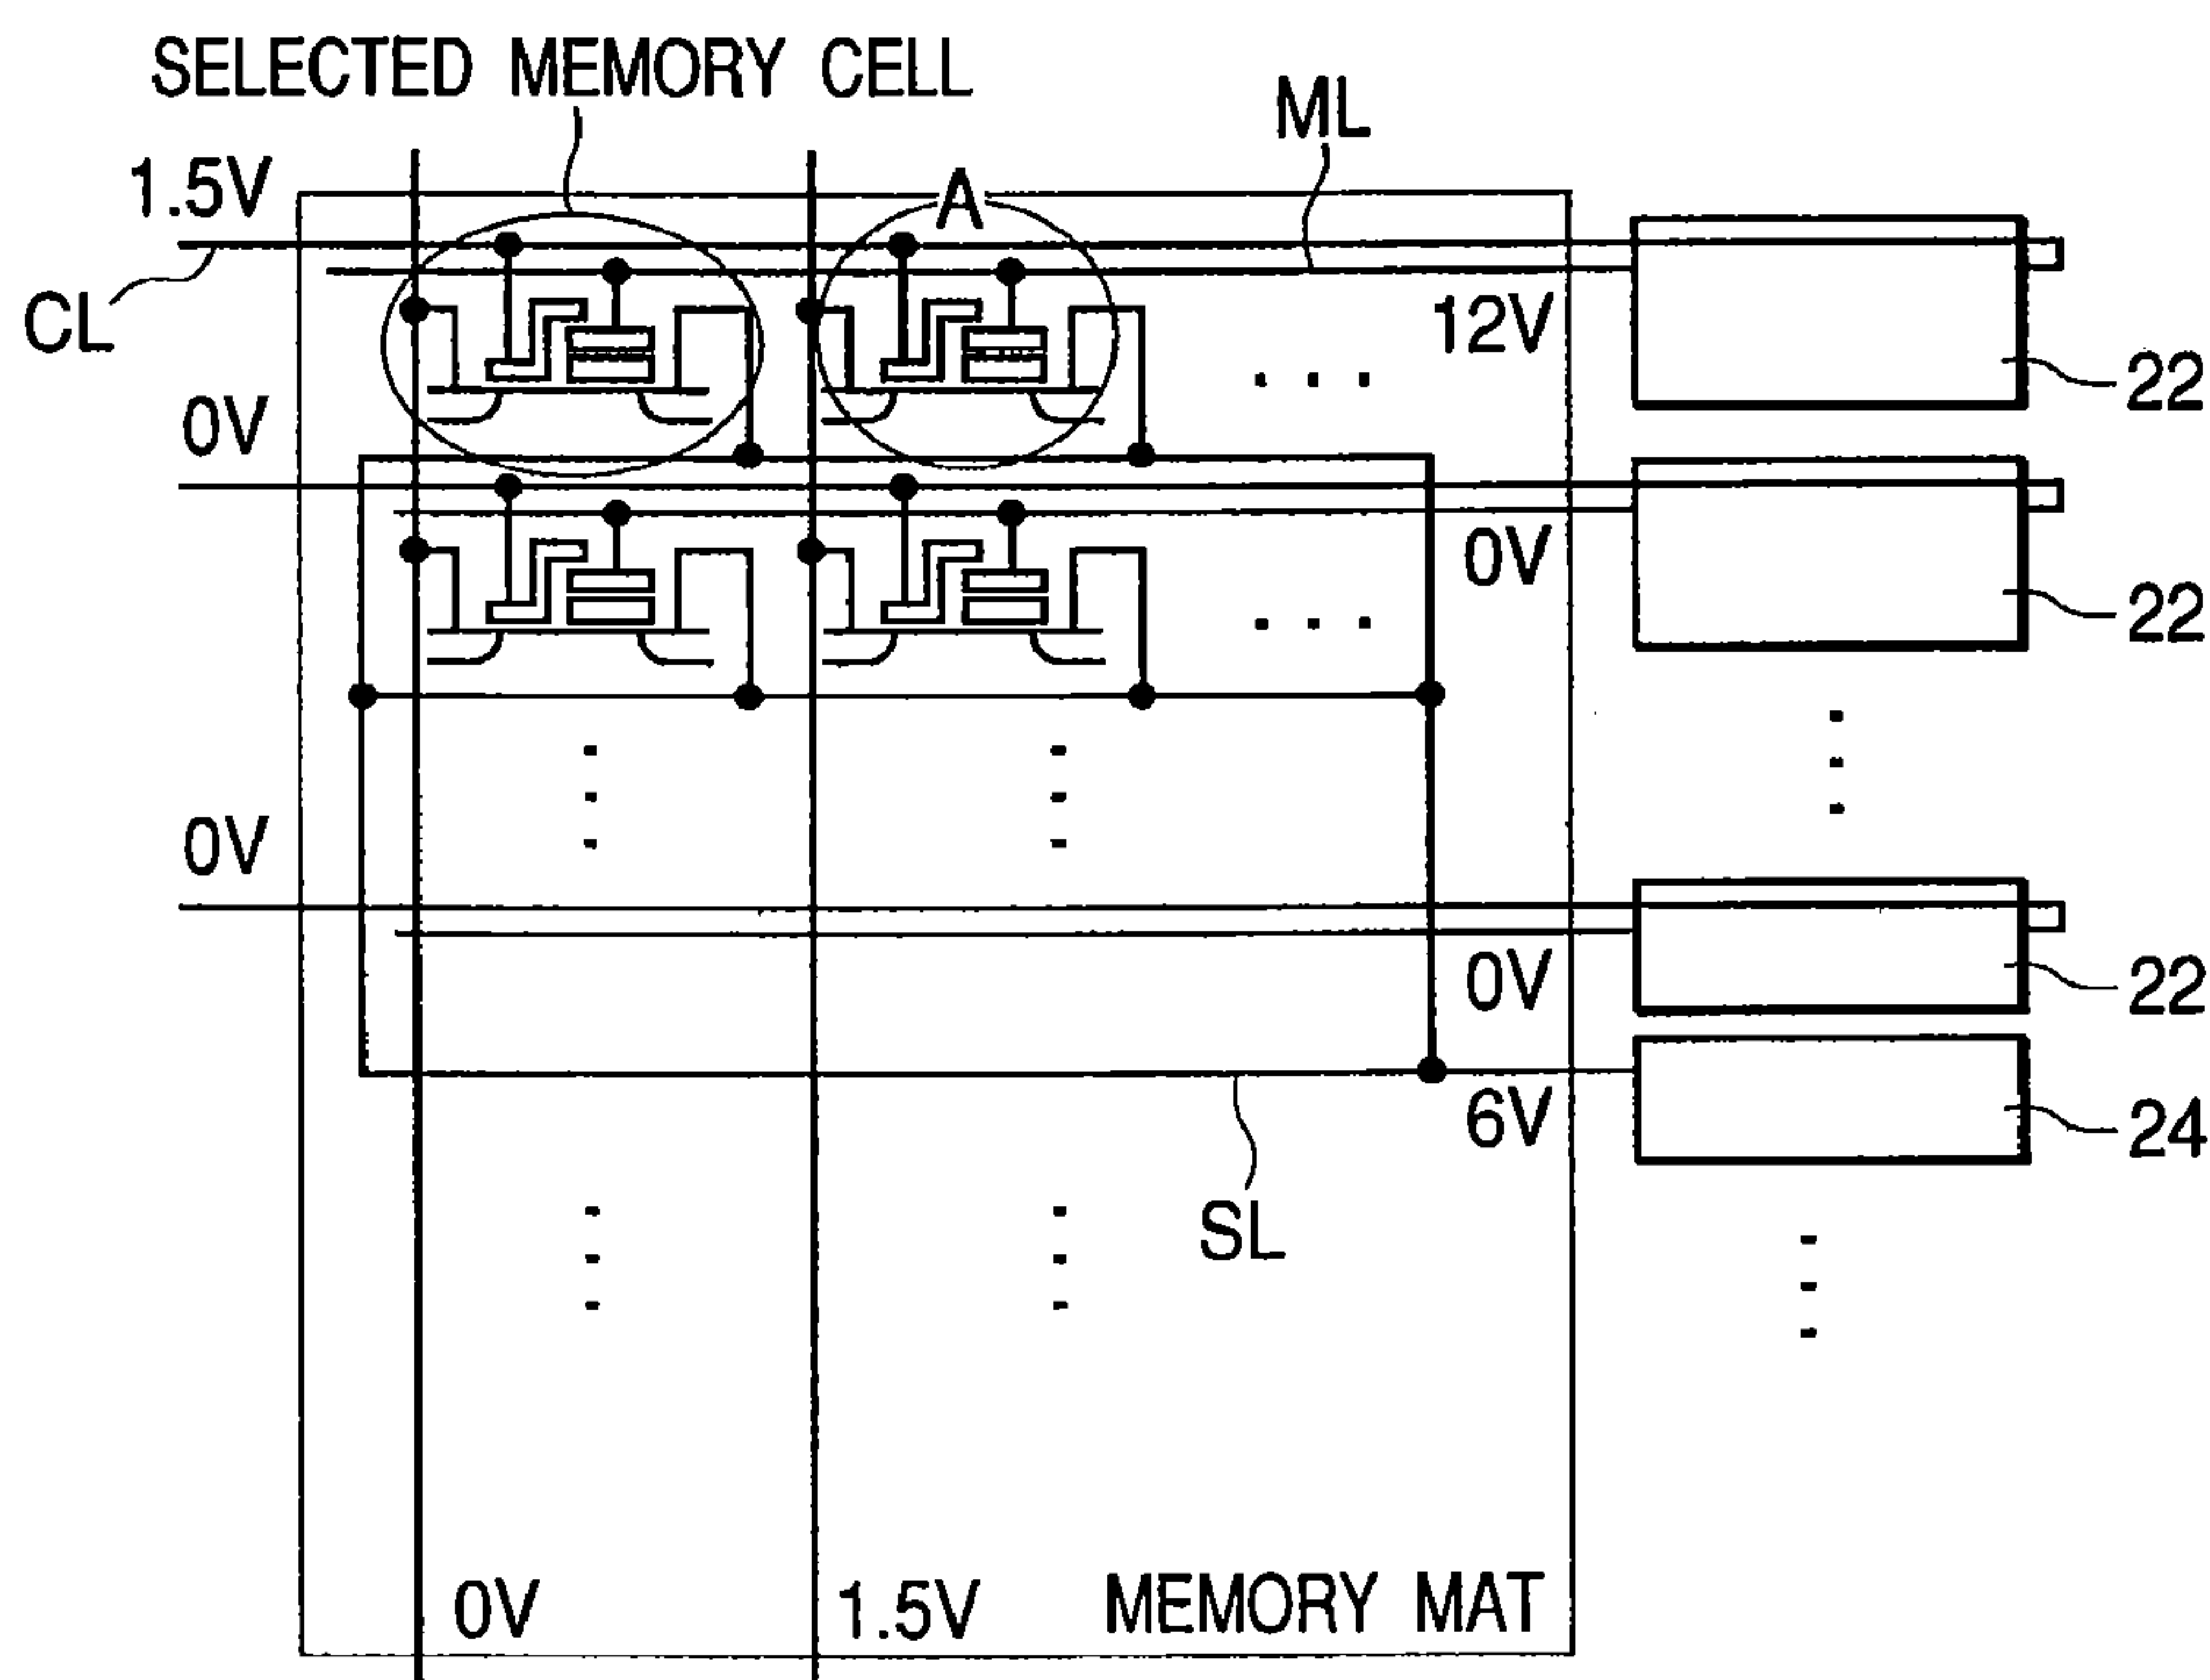 SELECTED MEMORY CELL
ML
1.5V
A
CL
12V
22
0V
0V
22
0V
0V
22
6V
24
SL
0V
1.5V
MEMORY MAT